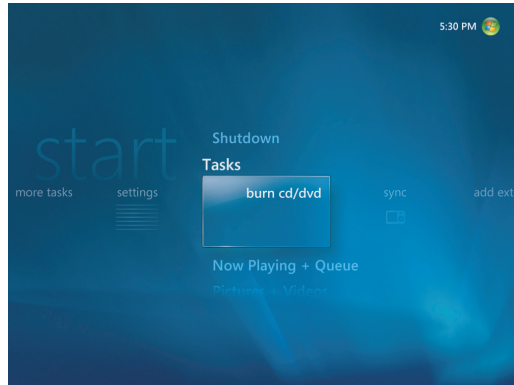 5:30 PM
start
Shutdown
Tasks
more tasks
settings
burn cd/dvd
sync
add ext
Now Playing + Queue
Pictures + Videos